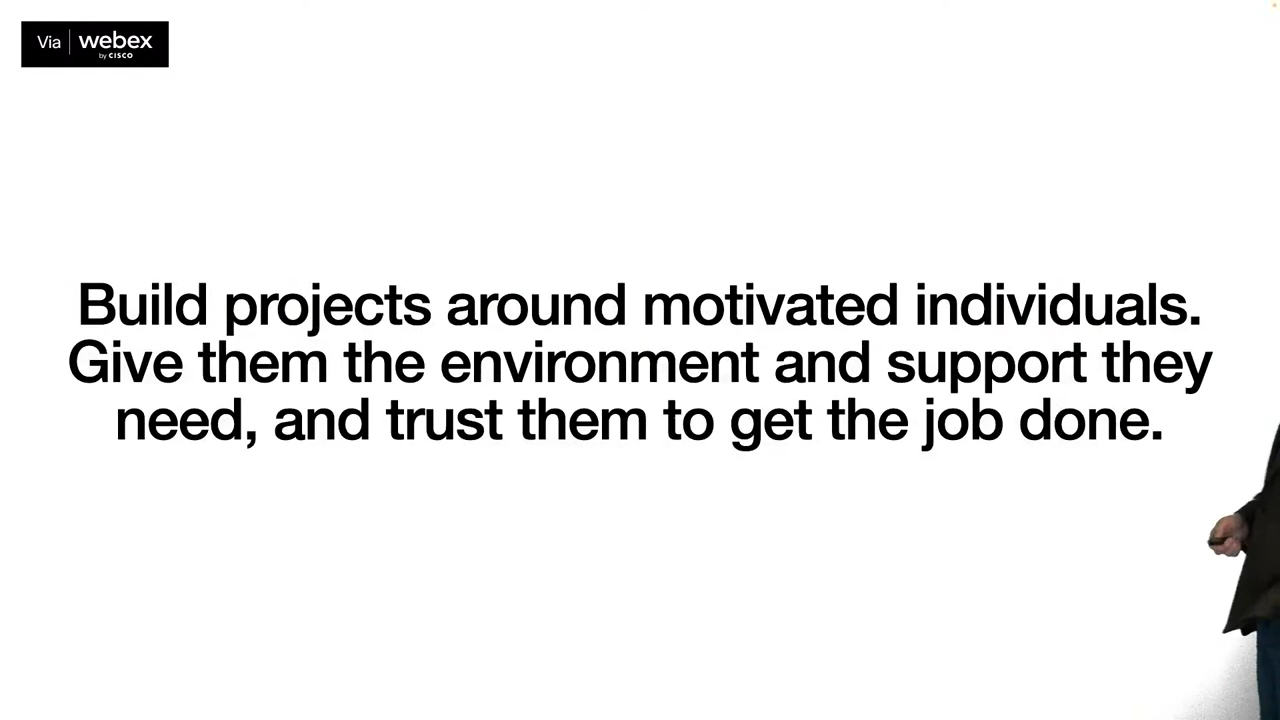 Via webex
by CISCO
Build projects around motivated individuals.
Give them the environment and support they
need, and trust them to get the job done.